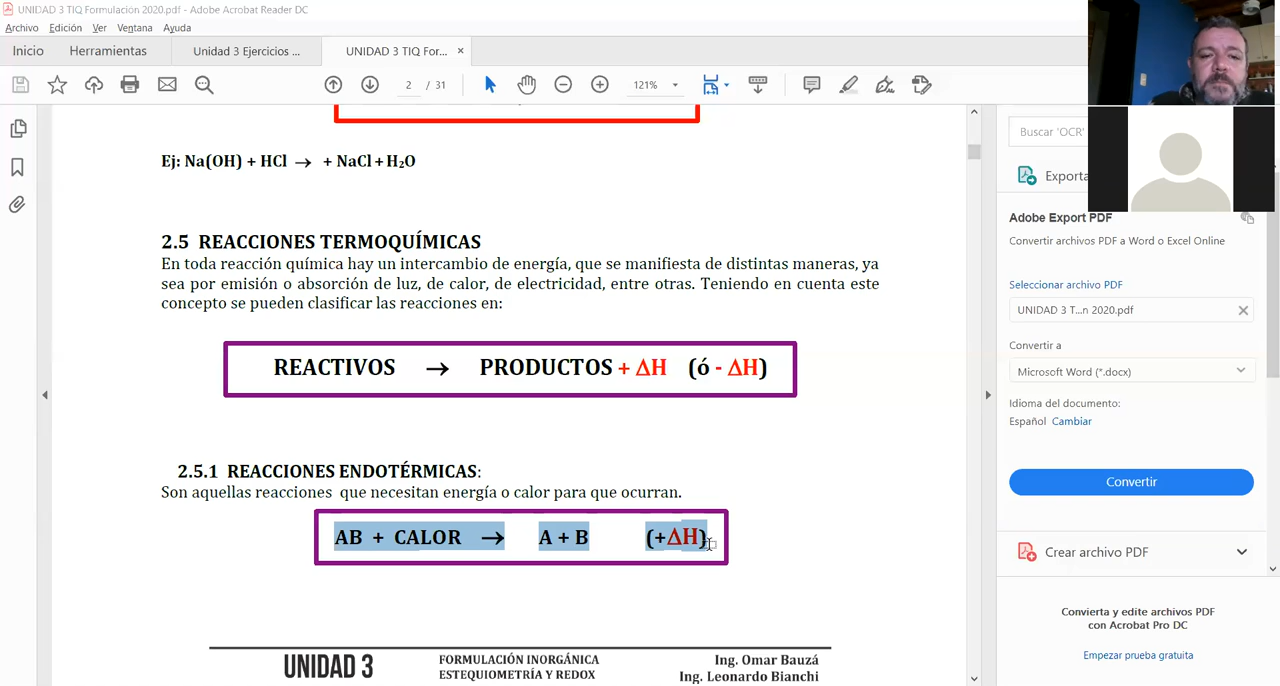 UNIDAD 3 TIQ Formulación 2020.pdf - Adobe Acrobat Reader DC
Archivo Edición Ver Ventana Ayuda
Inicio Herramientas Unidad 3 Ejercicios ... UNIDAD 3 TIQ For... ×
2 / 31 121%
Ej: Na(OH) + HCl → + NaCl + H₂O
2.5 REACCIONES TERMOQUÍMICAS
En toda reacción química hay un intercambio de energía, que se manifiesta de distintas maneras, ya
sea por emisión o absorción de luz, de calor, de electricidad, entre otras. Teniendo en cuenta este
concepto se pueden clasificar las reacciones en:
REACTIVOS → PRODUCTOS + ΔH (ó - ΔH)
2.5.1 REACCIONES ENDOTÉRMICAS:
Son aquellas reacciones que necesitan energía o calor para que ocurran.
AB + CALOR → A + B (+ΔH)
UNIDAD 3
FORMULACIÓN INORGÁNICA
ESTEQUIOMETRÍA Y REDOX
Ing. Omar Bauzá
Ing. Leonardo Bianchi
Buscar 'OCR'
Exporta
Adobe Export PDF
Convertir archivos PDF a Word o Excel Online
Seleccionar archivo PDF
UNIDAD 3 T...n 2020.pdf
Convertir a
Microsoft Word (*.docx)
Idioma del documento:
Español Cambiar
Convertir
Crear archivo PDF
Convierta y edite archivos PDF
con Acrobat Pro DC
Empezar prueba gratuita